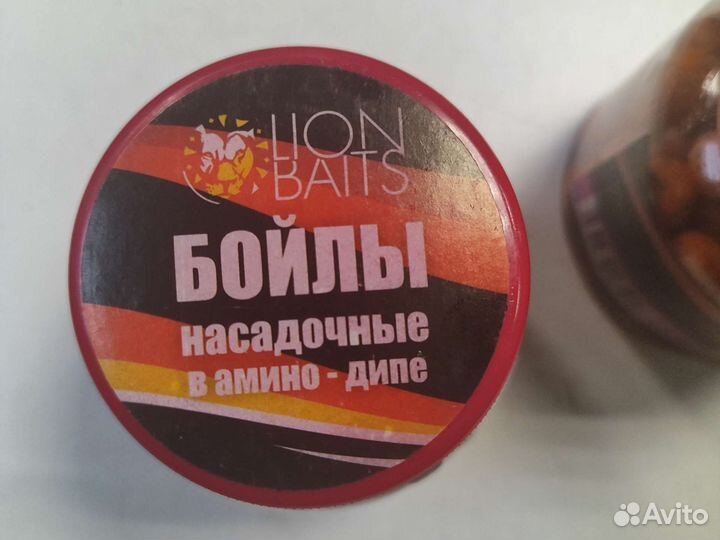 LION
BAITS
БОЙЛЫ
насадочные
в амино - дипе
Avito